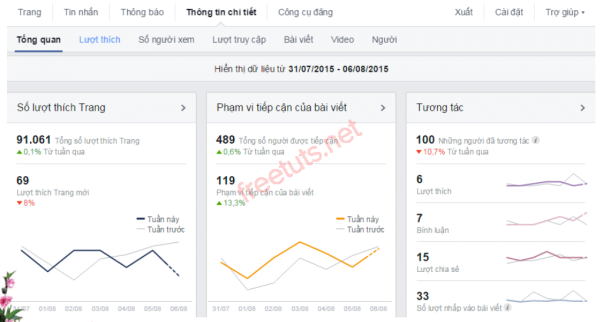 Trang Tin nhắn Thông báo Thông tin chi tiết Công cụ đăng Xuất Cài đặt Trợ giúp
Tổng quan Lượt thích Số người xem Lượt truy cập Bài viết Video Người
Hiển thị dữ liệu từ 31/07/2015 - 06/08/2015
Số lượt thích Trang >
91.061 Tổng số lượt thích Trang
0,1% Từ tuần qua
69
Lượt thích Trang mới
8%
Tuần này
Tuần trước
31/07 01/08 02/08 03/08 04/08 05/08 06/08
Phạm vi tiếp cận của bài viết >
489 Tổng số người được tiếp cận
0,6% Từ tuần qua
119
Phạm vi tiếp cận của bài viết
13,3%
Tuần này
Tuần trước
31/07 01/08 02/08 03/08 04/08 05/08 06/08
Tương tác >
100 Những người đã tương tác i
10,7% Từ tuần qua
6
Lượt thích
7
Bình luận
15
Lượt chia sẻ
33
Số lượt nhấp vào bài viết i
freetuts.net